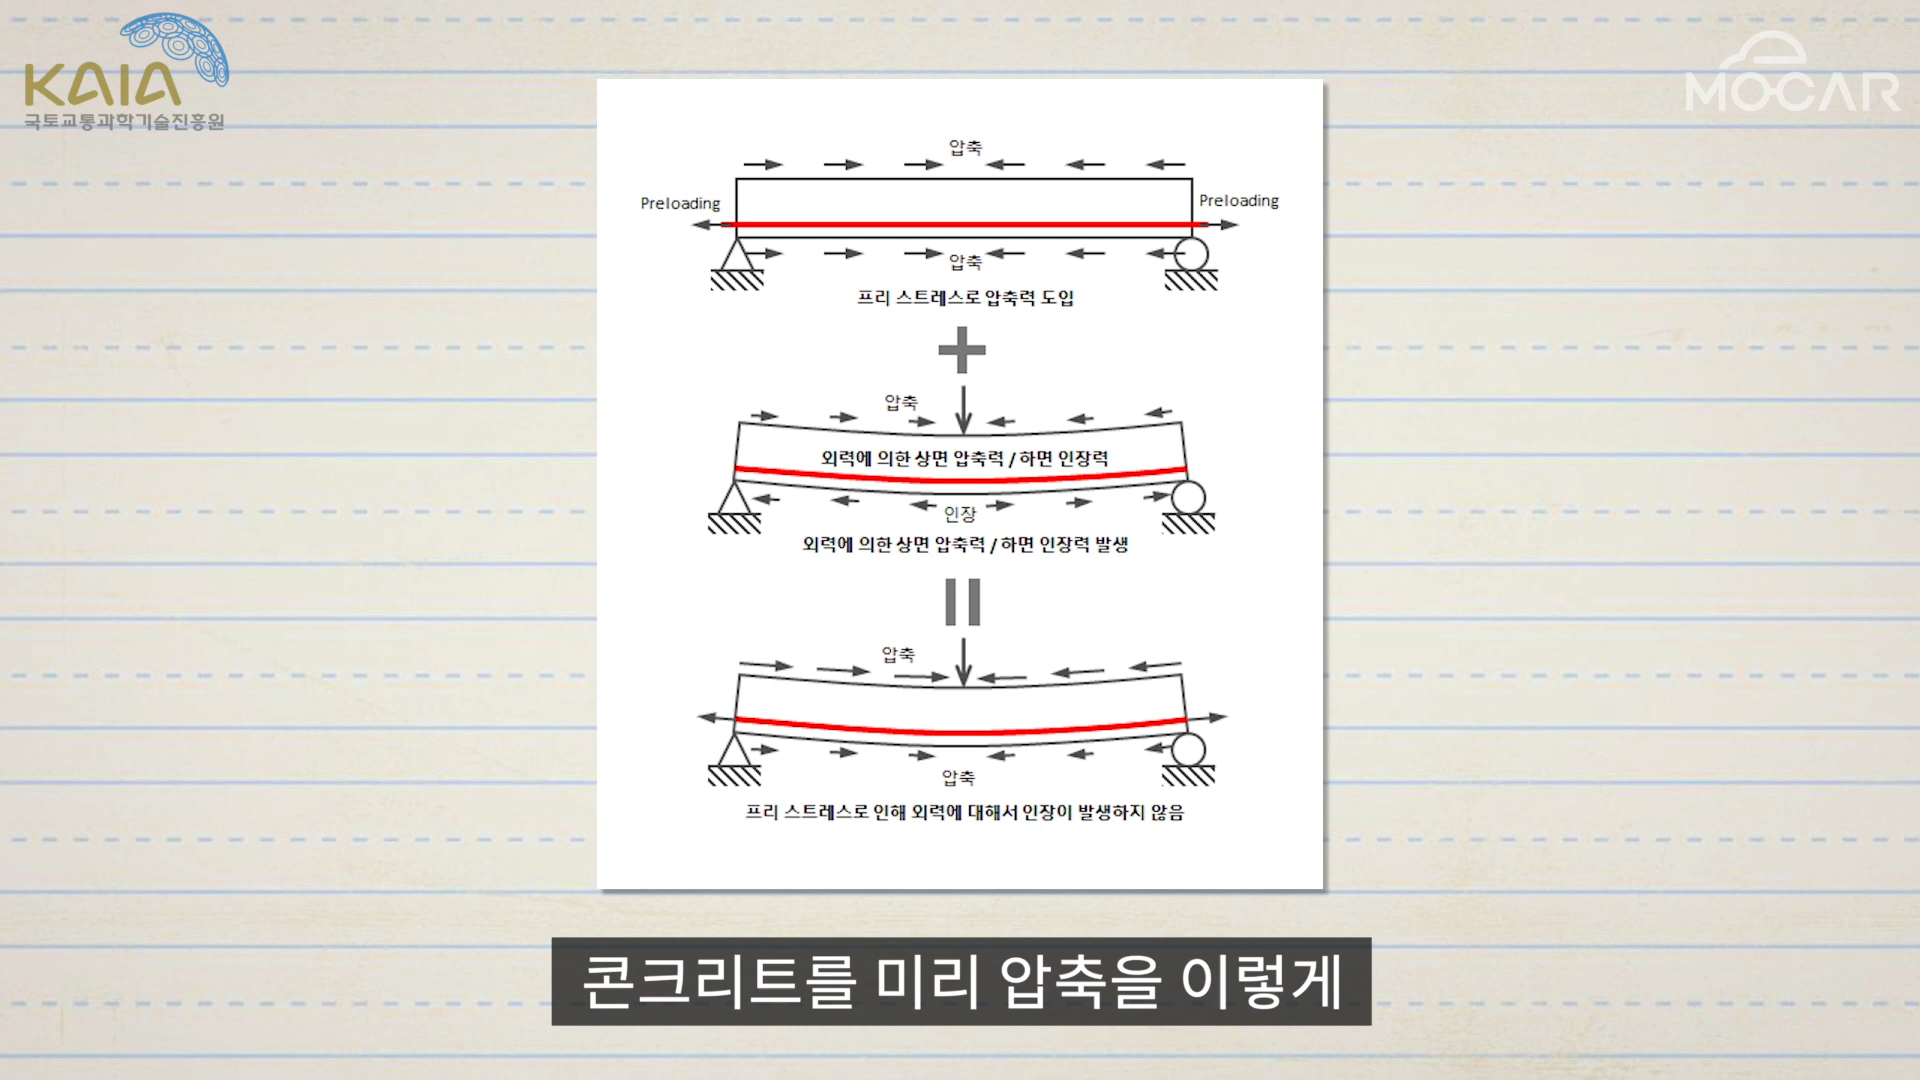 KAIA
국토교통과학기술진흥원
MOCAR
압축
Preloading
Preloading
압축
프리 스트레스로 압축력 도입
압축
외력에 의한 상면 압축력 / 하면 인장력
인장
외력에 의한 상면 압축력 / 하면 인장력 발생
압축
압축
프리 스트레스로 인해 외력에 대해서 인장이 발생하지 않음
콘크리트를 미리 압축을 이렇게